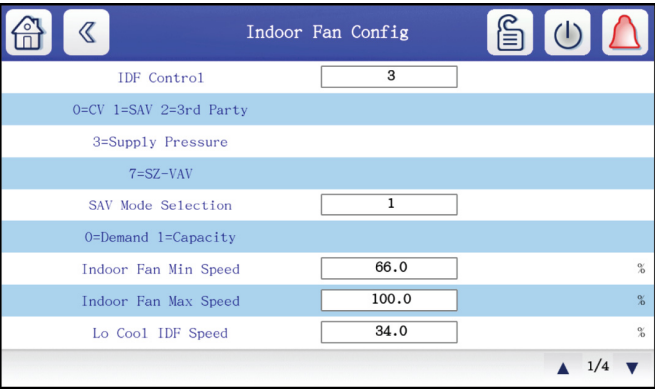 Indoor Fan Config
IDF Control 3
0=CV 1=SAV 2=3rd Party
3=Supply Pressure
7=SZ-VAV
SAV Mode Selection 1
0=Demand 1=Capacity
Indoor Fan Min Speed 66.0 %
Indoor Fan Max Speed 100.0 %
Lo Cool IDF Speed 34.0 %
1/4